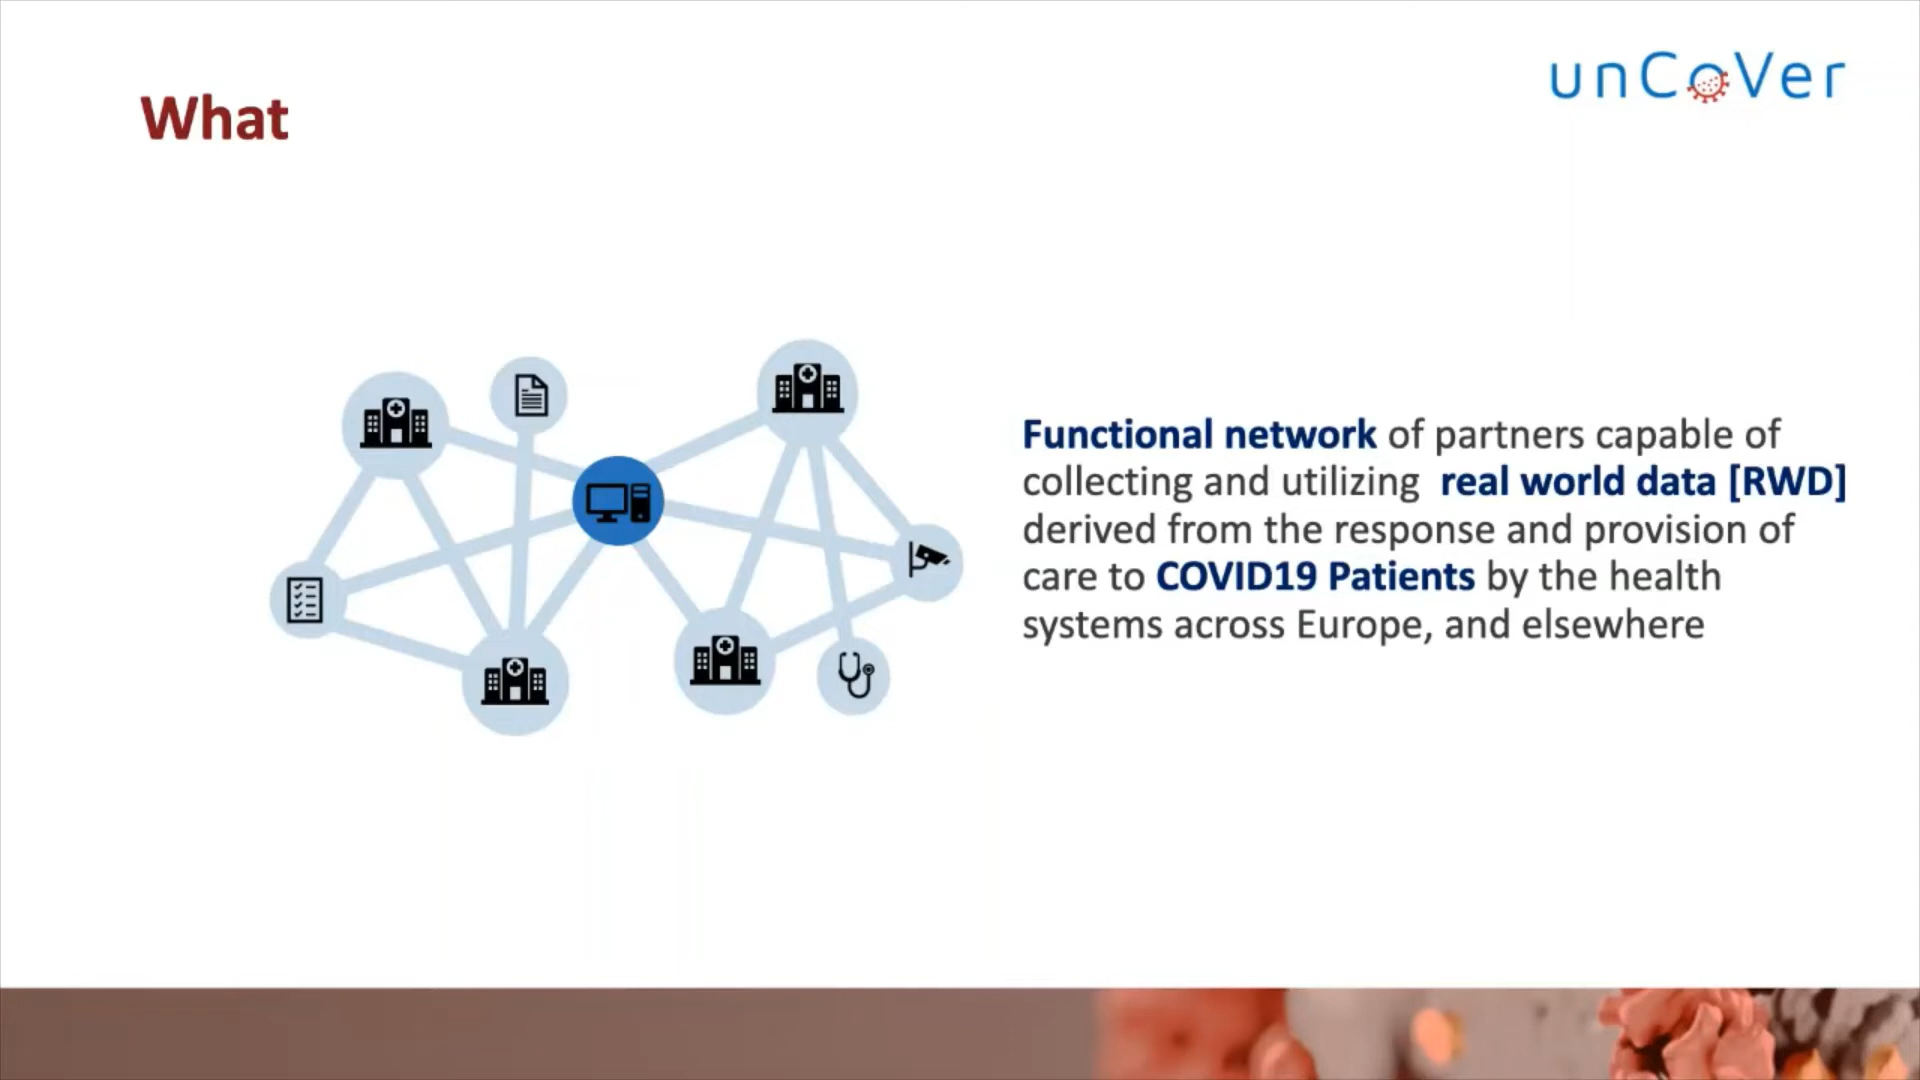 unCoVer
What
Functional network of partners capable of
collecting and utilizing real world data [RWD]
derived from the response and provision of
care to COVID19 Patients by the health
systems across Europe, and elsewhere